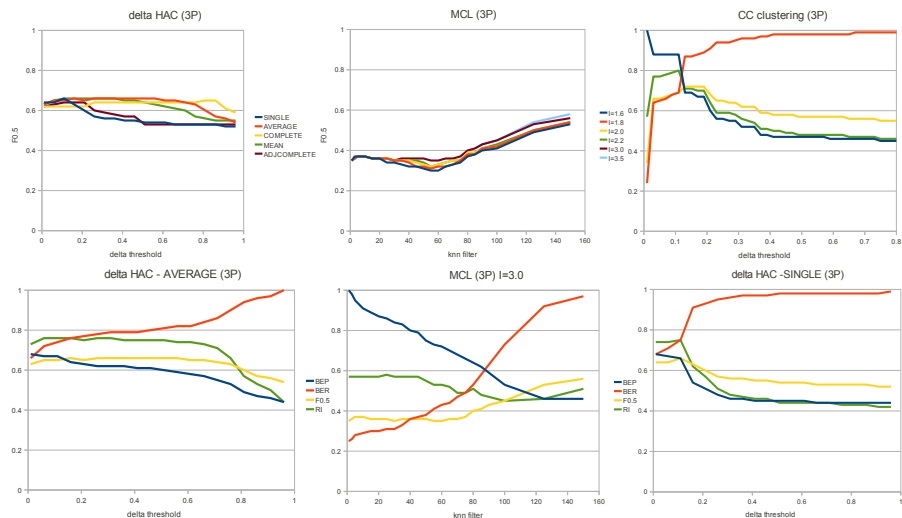 delta HAC (3P)
1
0.8
0.6
0.4
0.2
0
F0.5
0 0.2 0.4 0.6 0.8 1
delta threshold
SINGLE
AVERAGE
COMPLETE
MEAN
ADJCOMPLETE
MCL (3P)
1
0.8
0.6
0.4
0.2
0
F0.5
0 20 40 60 80 100 120 140 160
knn filter
I=1.6
I=1.8
I=2.0
I=2.2
I=3.0
I=3.5
CC clustering (3P)
1
0.8
0.6
0.4
0.2
0
0 0.1 0.2 0.3 0.4 0.5 0.6 0.7 0.8
delta threshold
delta HAC - AVERAGE (3P)
1
0.8
0.6
0.4
0.2
0
0 0.2 0.4 0.6 0.8 1
delta threshold
BEP
BER
F0.5
RI
MCL (3P) I=3.0
1
0.8
0.6
0.4
0.2
0
0 20 40 60 80 100 120 140 160
knn filter
BEP
BER
F0.5
RI
delta HAC -SINGLE (3P)
1
0.8
0.6
0.4
0.2
0
0 0.2 0.4 0.6 0.8 1
delta threshold